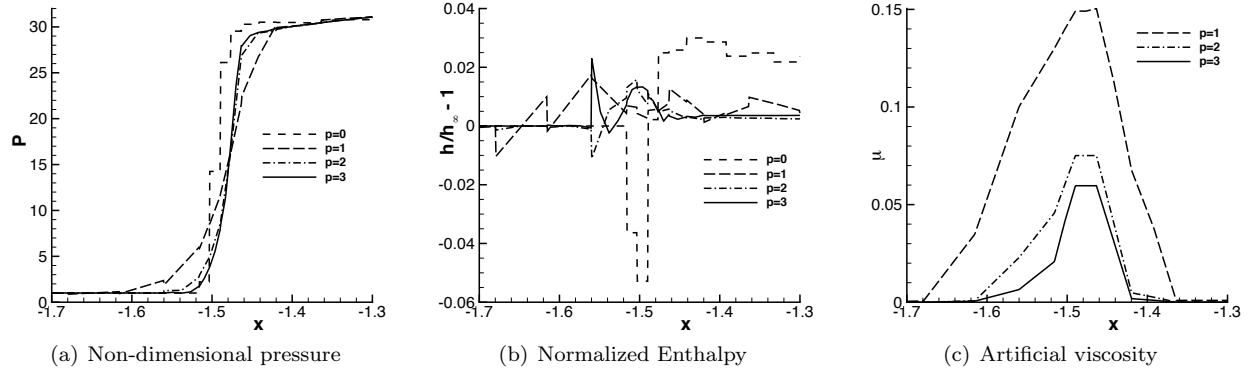 30
25
20
15
10
5
0
P
-1.7
-1.6
-1.5
-1.4
-1.3
x
p=0
p=1
p=2
p=3
(a) Non-dimensional pressure
0.04
0.02
0
-0.02
-0.04
-0.06
h/h∞ - 1
-1.7
-1.6
-1.5
-1.4
-1.3
x
p=0
p=1
p=2
p=3
(b) Normalized Enthalpy
0.15
0.1
0.05
0
μ
-1.7
-1.6
-1.5
-1.4
-1.3
x
p=1
p=2
p=3
(c) Artificial viscosity